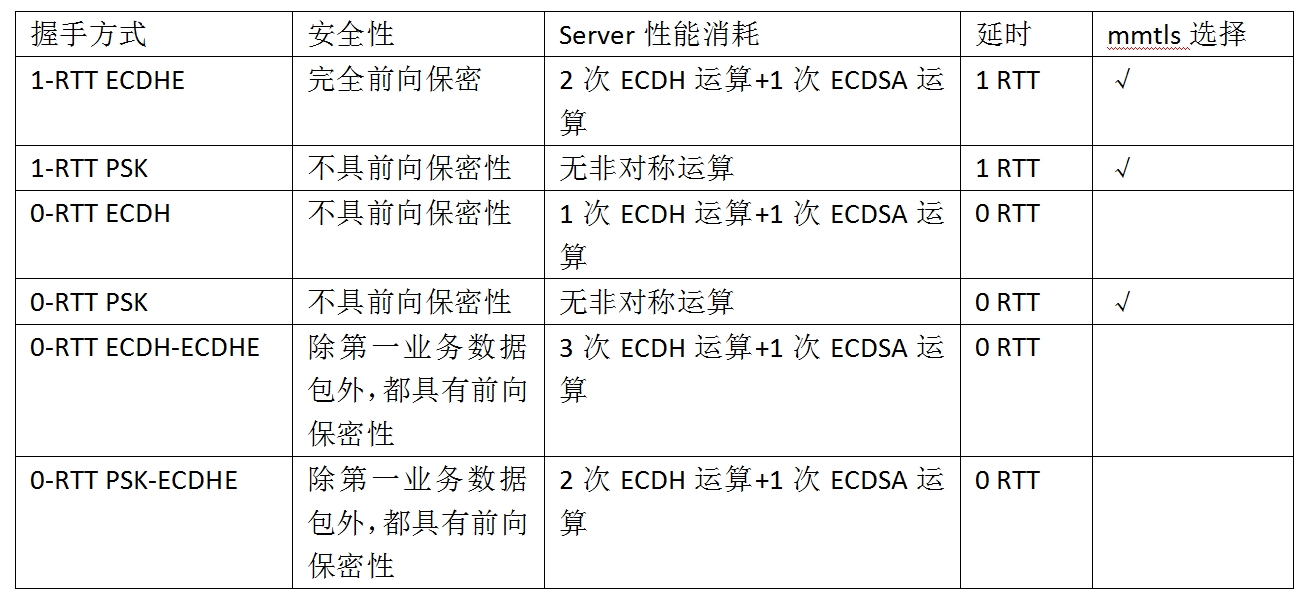 握手方式 安全性 Server 性能消耗 延时 mmtls 选择
1-RTT ECDHE 完全前向保密 2 次 ECDH 运算+1 次 ECDSA 运 1 RTT √
算
1-RTT PSK 不具前向保密性 无非对称运算 1 RTT √
0-RTT ECDH 不具前向保密性 1 次 ECDH 运算+1 次 ECDSA 运 0 RTT
算
0-RTT PSK 不具前向保密性 无非对称运算 0 RTT √
0-RTT ECDH-ECDHE 除第一业务数据 3 次 ECDH 运算+1 次 ECDSA 运 0 RTT
包外，都具有前向 算
保密性
0-RTT PSK-ECDHE 除第一业务数据 2 次 ECDH 运算+1 次 ECDSA 运 0 RTT
包外，都具有前向 算
保密性